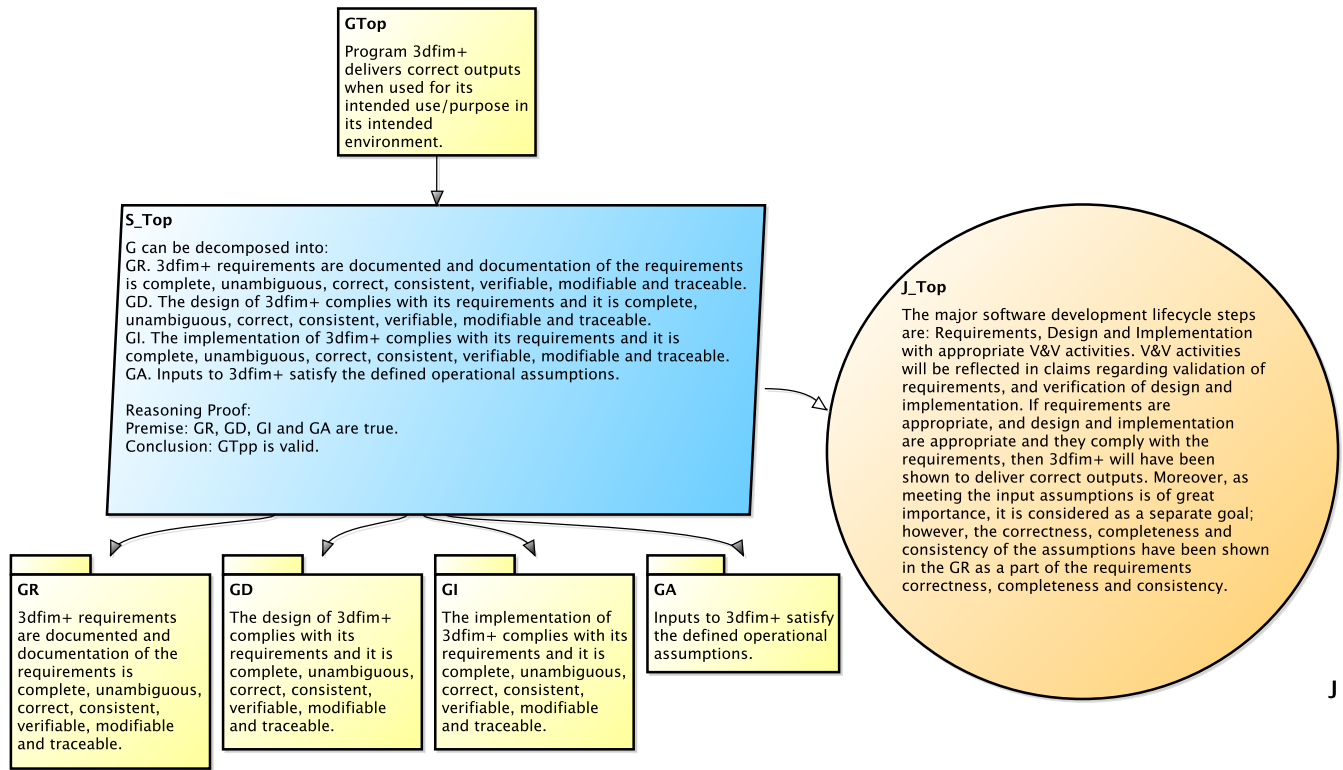 GTop
Program 3dfim+
delivers correct outputs
when used for its
intended use/purpose in
its intended
environment.
S_Top
G can be decomposed into:
GR. 3dfim+ requirements are documented and documentation of the requirements
is complete, unambiguous, correct, consistent, verifiable, modifiable and traceable.
GD. The design of 3dfim+ complies with its requirements and it is complete,
unambiguous, correct, consistent, verifiable, modifiable and traceable.
GI. The implementation of 3dfim+ complies with its requirements and it is
complete, unambiguous, correct, consistent, verifiable, modifiable and traceable.
GA. Inputs to 3dfim+ satisfy the defined operational assumptions.
Reasoning Proof:
Premise: GR, GD, GI and GA are true.
Conclusion: GTpp is valid.
J_Top
The major software development lifecycle steps
are: Requirements, Design and Implementation
with appropriate V&V activities. V&V activities
will be reflected in claims regarding validation of
requirements, and verification of design and
implementation. If requirements are
appropriate, and design and implementation
are appropriate and they comply with the
requirements, then 3dfim+ will have been
shown to deliver correct outputs. Moreover, as
meeting the input assumptions is of great
importance, it is considered as a separate goal;
however, the correctness, completeness and
consistency of the assumptions have been shown
in the GR as a part of the requirements
correctness, completeness and consistency.
J
GR
3dfim+ requirements
are documented and
documentation of the
requirements is
complete, unambiguous,
correct, consistent,
verifiable, modifiable
and traceable.
GD
The design of 3dfim+
complies with its
requirements and it is
complete, unambiguous,
correct, consistent,
verifiable, modifiable
and traceable.
GI
The implementation of
3dfim+ complies with its
requirements and it is
complete, unambiguous,
correct, consistent,
verifiable, modifiable
and traceable.
GA
Inputs to 3dfim+ satisfy
the defined operational
assumptions.